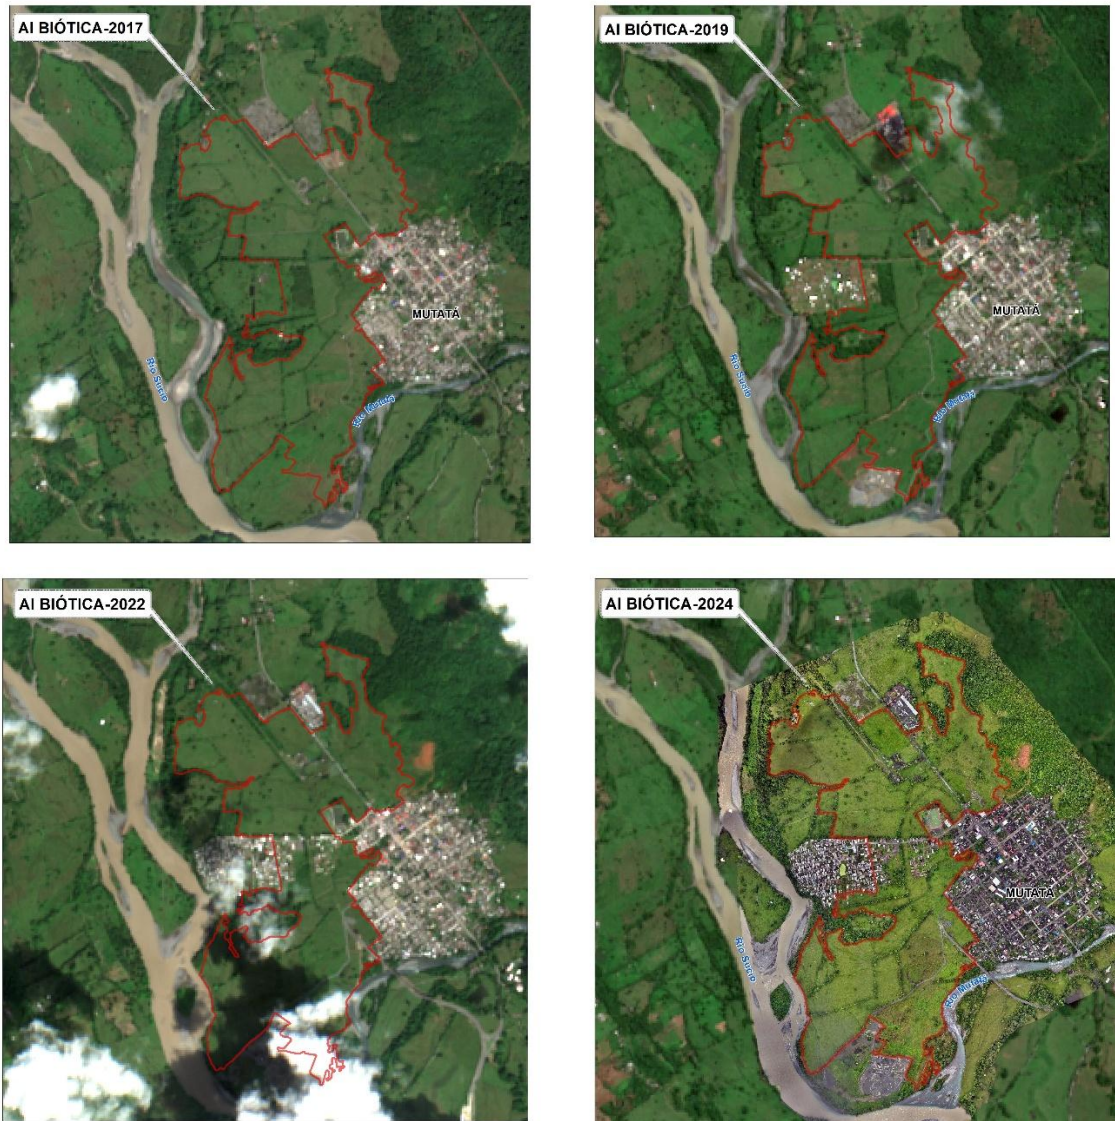 AI BIÓTICA-2017
MUTATÁ
Río Sucio
Río Mutatá
AI BIÓTICA-2019
MUTATÁ
Río Sucio
Río Mutatá
AI BIÓTICA-2022
AI BIÓTICA-2024
MUTATÁ
Río Sucio
Río Mutatá